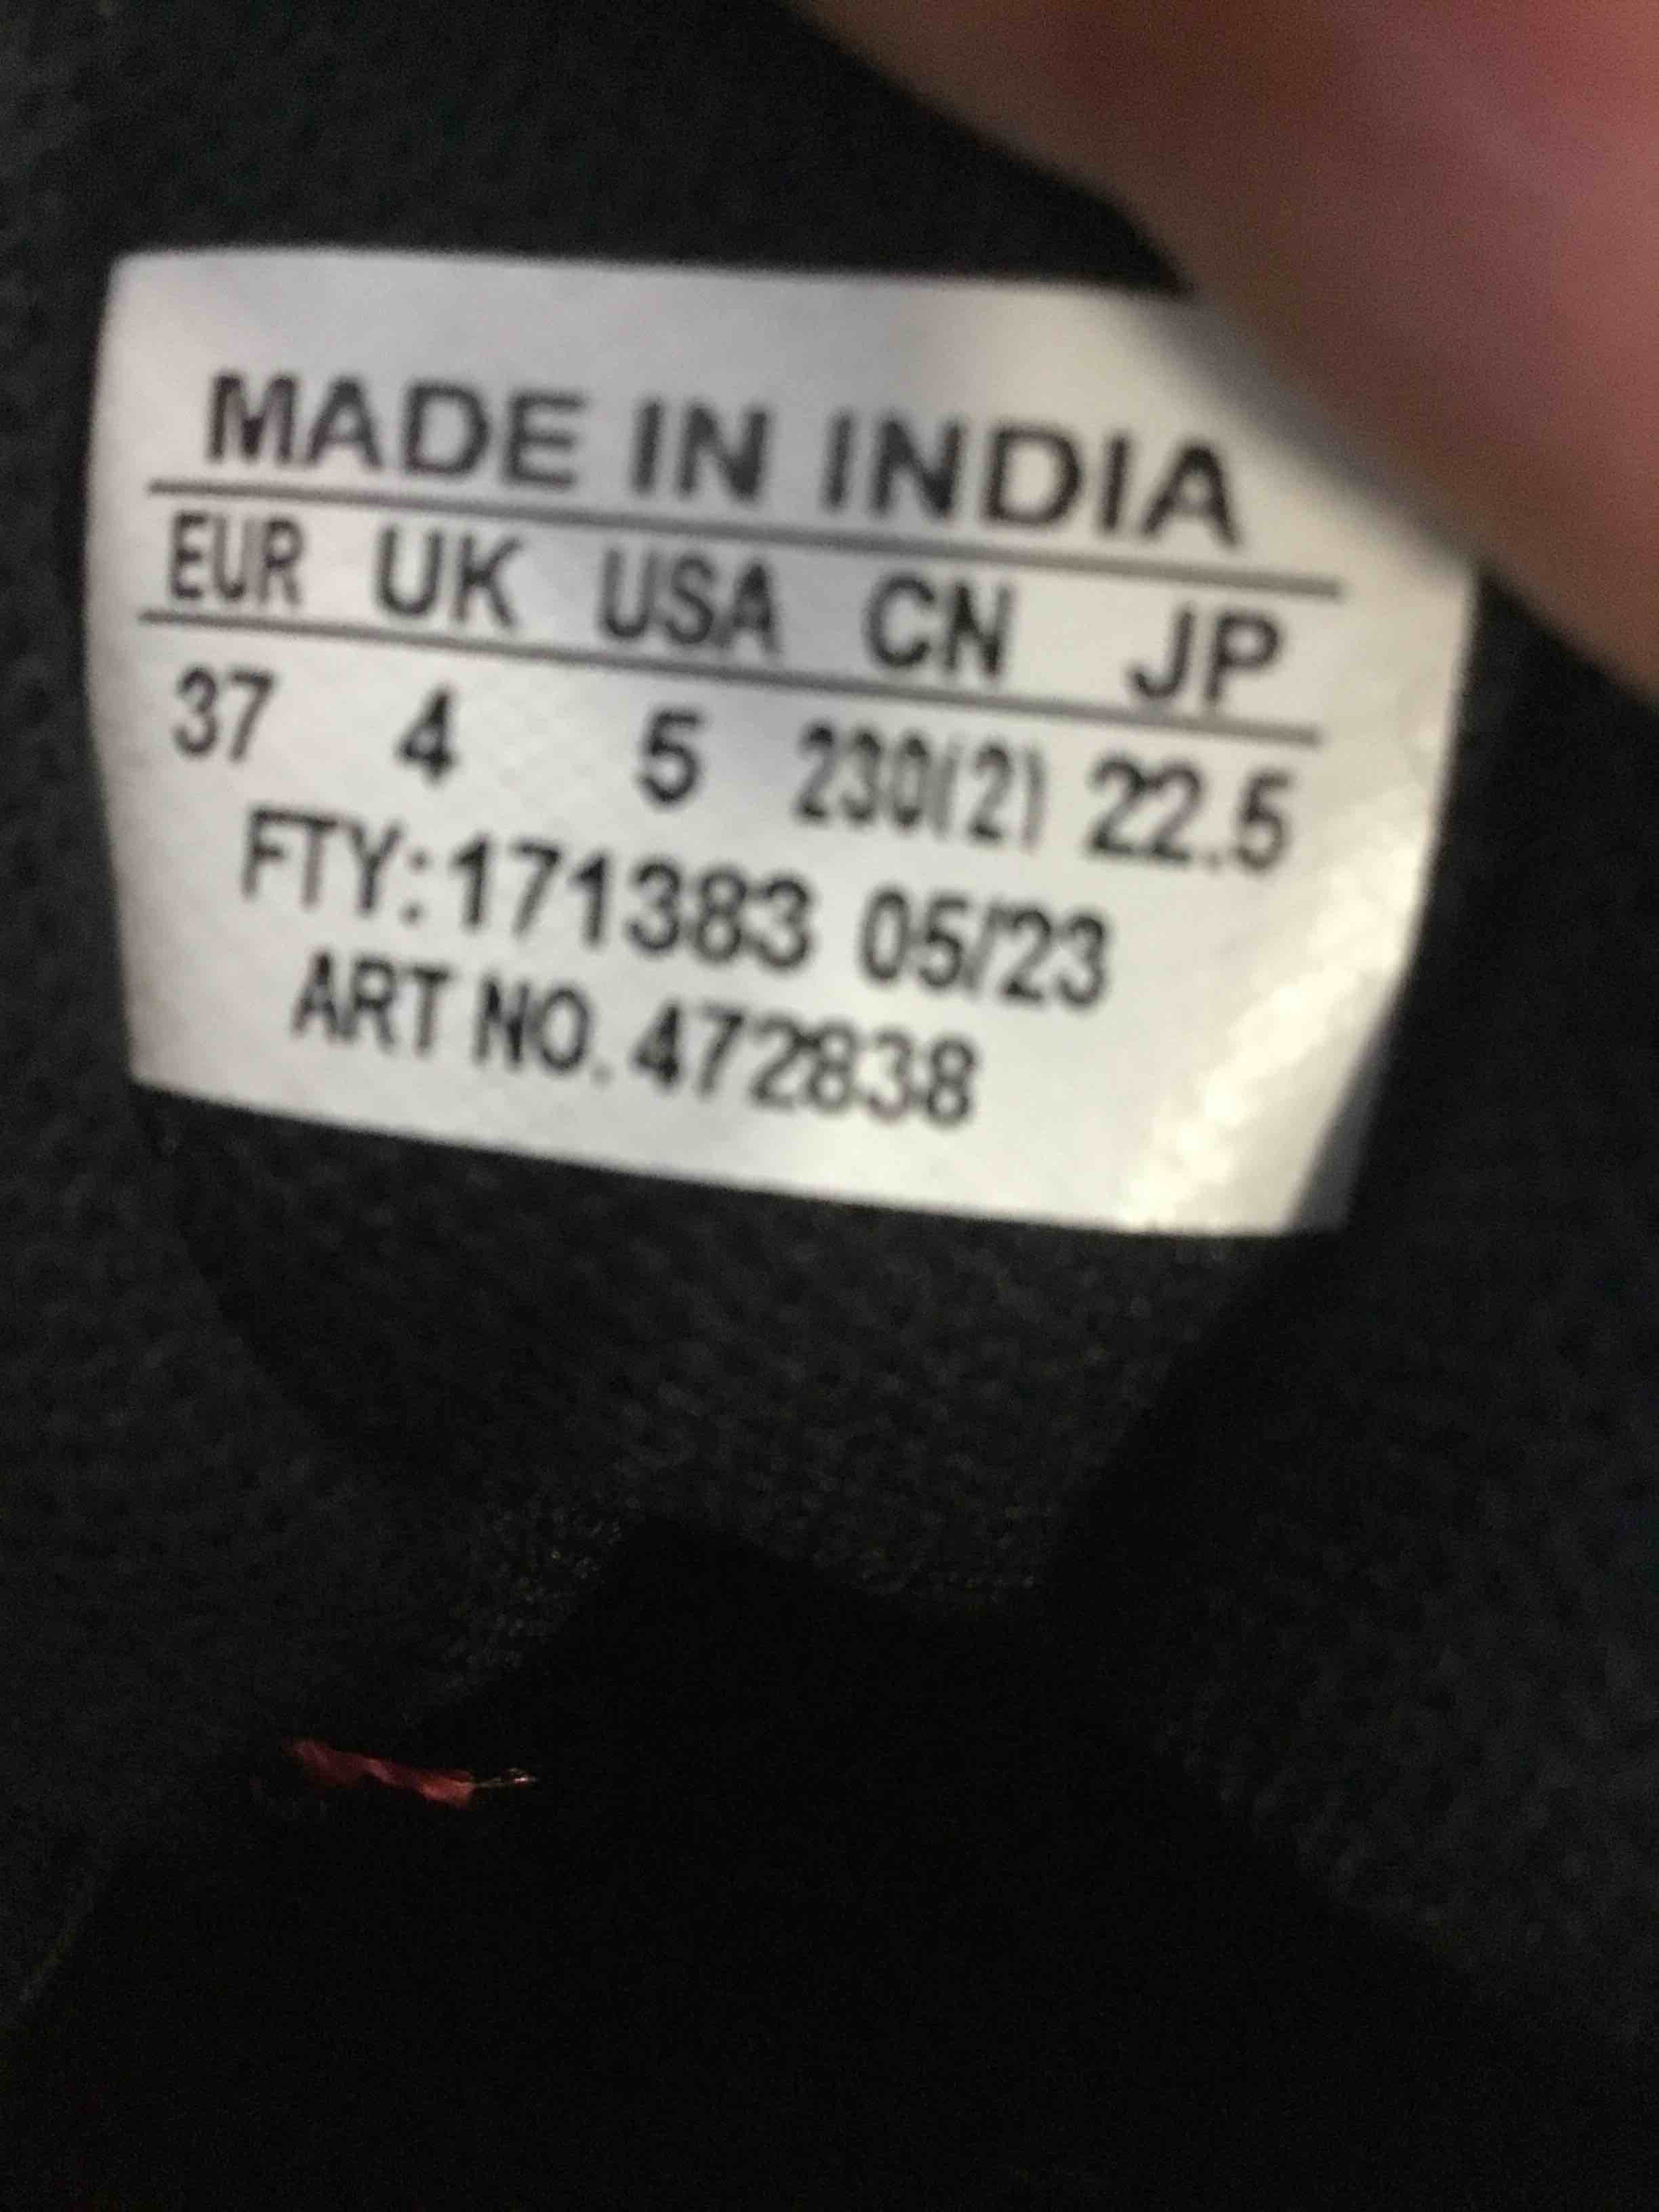 MADE IN INDIA
EUR UK USA CN JP
37 4 5 230(2) 22.5
FTY:171383 05/23
ART NO. 472838